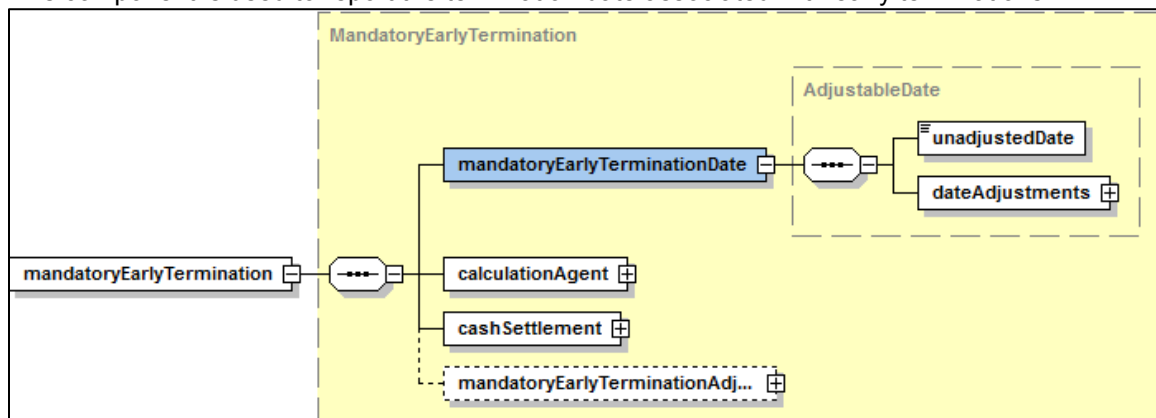 MandatoryEarlyTermination
AdjustableDate
unadjustedDate
mandatoryEarlyTerminationDate
dateAdjustments
mandatoryEarlyTermination
calculationAgent
cashSettlement
mandatoryEarlyTerminationAdj...